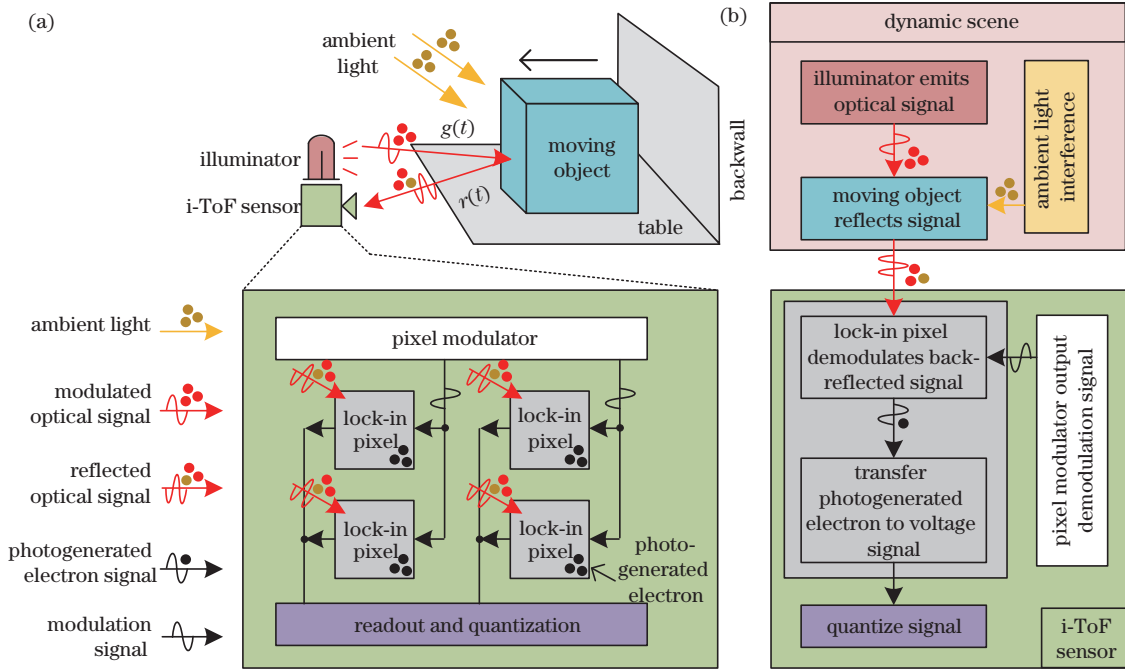 (a)
ambient
light
g(t)
illuminator
i-ToF sensor
r(t)
moving
object
backwall
table
ambient light
modulated
optical signal
reflected
optical signal
photogenerated
electron signal
modulation
signal
pixel modulator
lock-in
pixel
lock-in
pixel
lock-in
pixel
lock-in
pixel
photo-
generated
electron
readout and quantization
(b)
dynamic scene
illuminator emits
optical signal
ambient light
interference
moving object
reflects signal
lock-in pixel
demodulates back-
reflected signal
pixel modulator output
demodulation signal
transfer
photogenerated
electron to voltage
signal
quantize signal
i-ToF
sensor